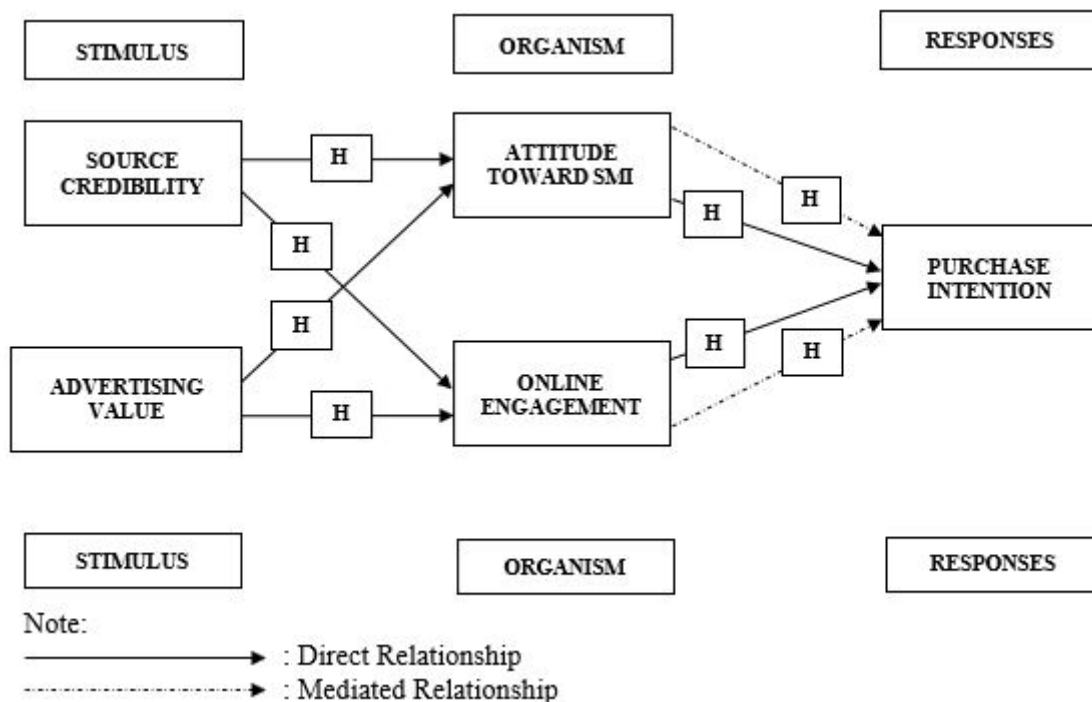 STIMULUS
ORGANISM
RESPONSES
SOURCE
CREDIBILITY
H
ATTITUDE
TOWARD SMI
H
H
H
H
PURCHASE
INTENTION
H
ADVERTISING
VALUE
H
ONLINE
ENGAGEMENT
H
H
STIMULUS
ORGANISM
RESPONSES
Note:
: Direct Relationship
: Mediated Relationship